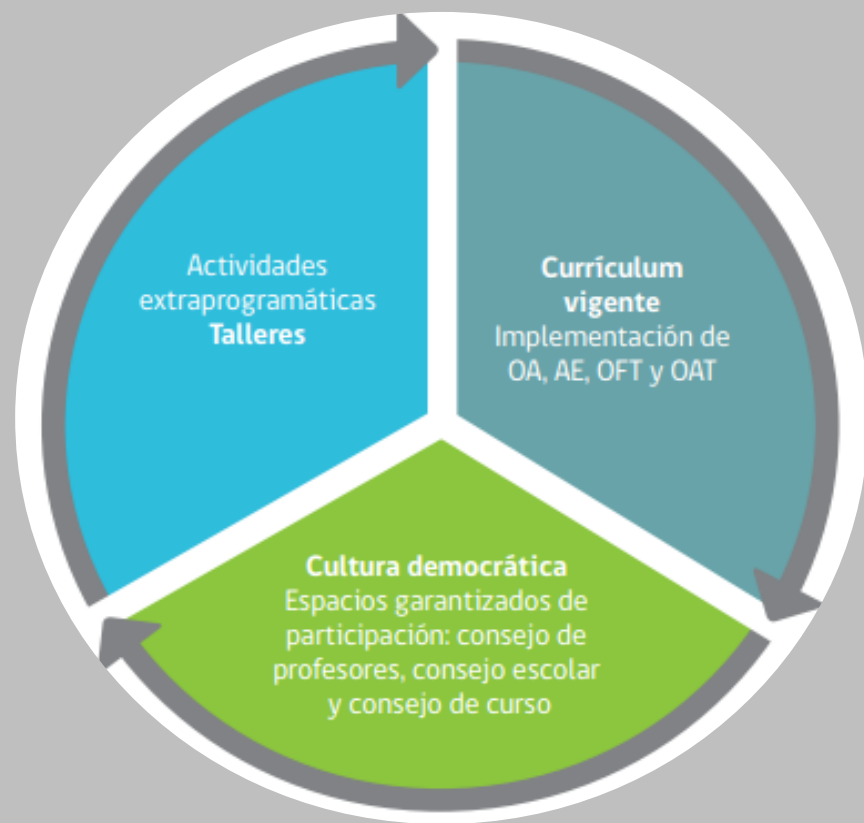 Actividades
extraprogramáticas
Talleres
Currículum
vigente
Implementación de
OA, AE, OFT y OAT
Cultura democrática
Espacios garantizados de
participación: consejo de
profesores, consejo escolar
y consejo de curso